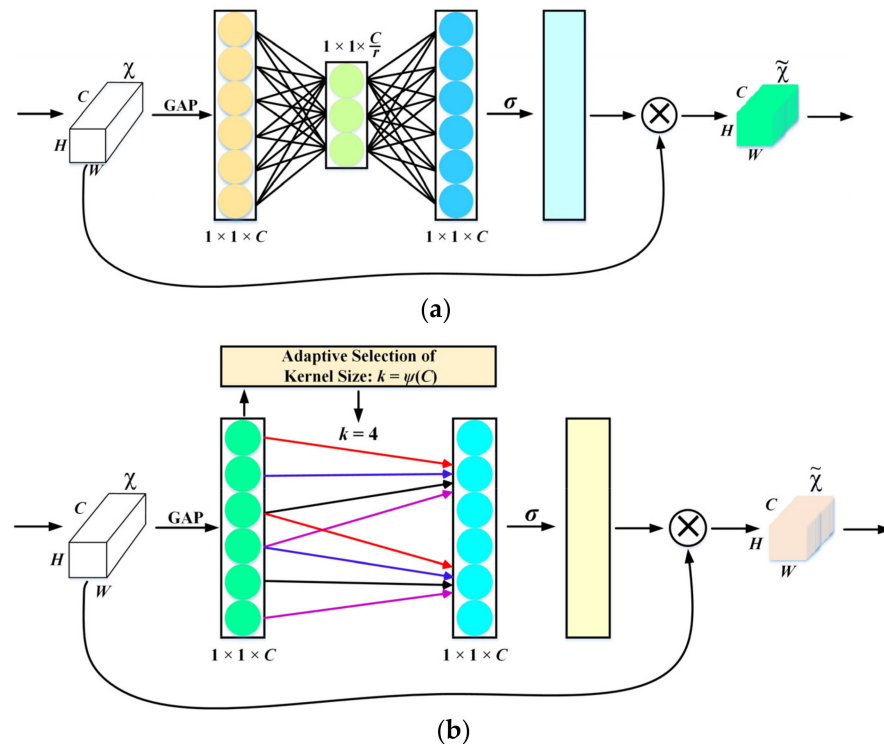 1 × 1 × C/r
χ
χ̃
C
C
GAP
σ
H
H
W
W
1 × 1 × C
1 × 1 × C
(a)
Adaptive Selection of
Kernel Size: k = ψ(C)
k = 4
χ
χ̃
C
C
GAP
σ
H
H
W
W
1 × 1 × C
1 × 1 × C
(b)